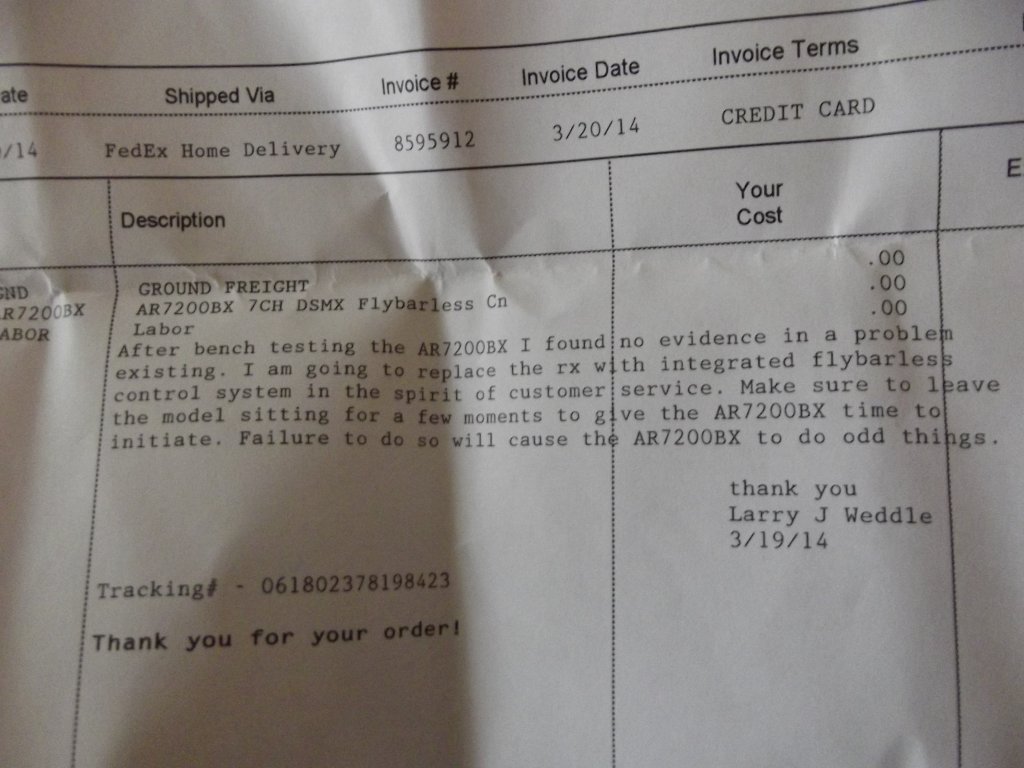 ate Shipped Via Invoice # Invoice Date Invoice Terms
/14 FedEx Home Delivery 8595912 3/20/14 CREDIT CARD
Description Your Cost E
GND GROUND FREIGHT .00
AR7200BX AR7200BX 7CH DSMX Flybarless Cn .00
LABOR Labor .00
After bench testing the AR7200BX I found no evidence in a problem
existing. I am going to replace the rx with integrated flybarless
control system in the spirit of customer service. Make sure to leave
the model sitting for a few moments to give the AR7200BX time to
initiate. Failure to do so will cause the AR7200BX to do odd things.
thank you
Larry J Weddle
3/19/14
Tracking# - 061802378198423
Thank you for your order!